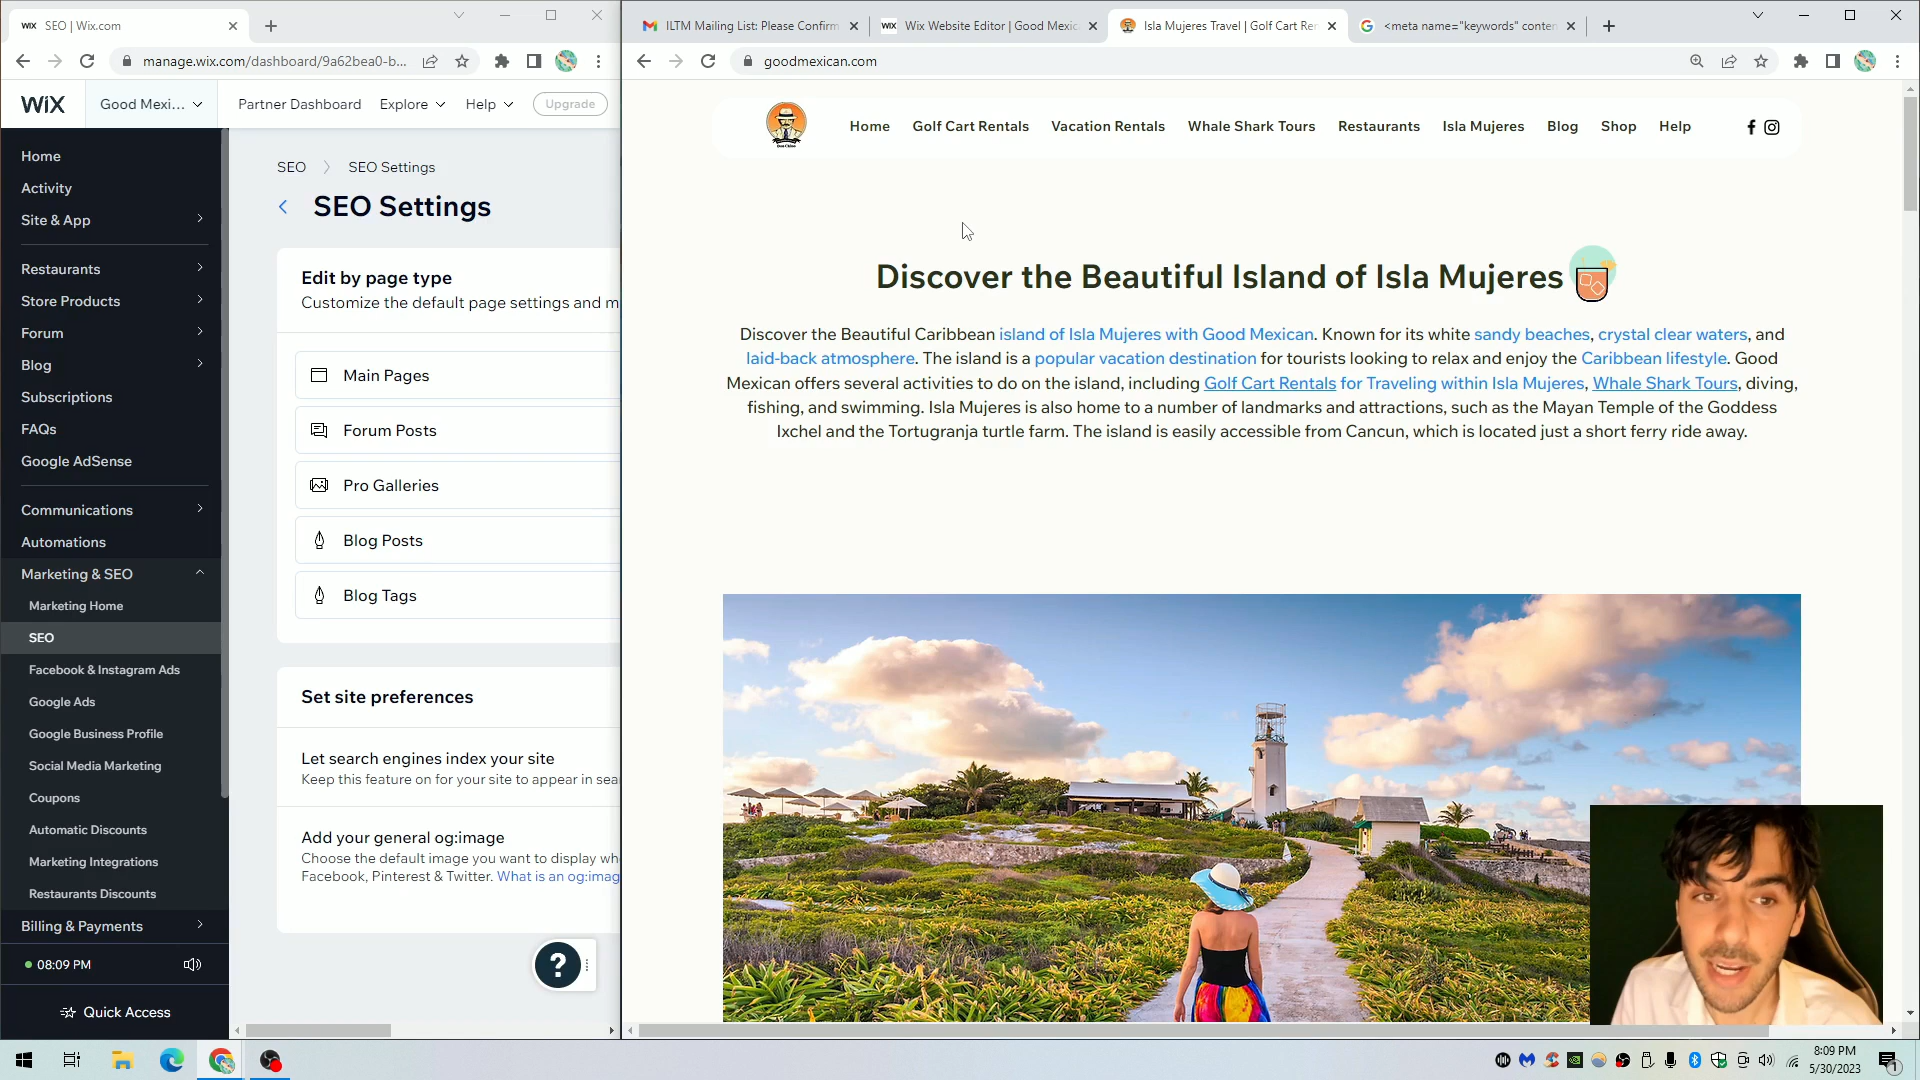 WIX SEO | Wix.com
manage.wix.com/dashboard/9a62bea0-b...
WIX
Good Mexi...
Partner Dashboard
Explore
Help
Upgrade
Home
Activity
Site & App
Restaurants
Store Products
Forum
Blog
Subscriptions
FAQs
Google AdSense
Communications
Automations
Marketing & SEO
Marketing Home
SEO
Facebook & Instagram Ads
Google Ads
Google Business Profile
Social Media Marketing
Coupons
Automatic Discounts
Marketing Integrations
Restaurants Discounts
Billing & Payments
08:09 PM
Quick Access
SEO > SEO Settings
SEO Settings
Edit by page type
Customize the default page settings and m
Main Pages
Forum Posts
Pro Galleries
Blog Posts
Blog Tags
Set site preferences
Let search engines index your site
Keep this feature on for your site to appear in sea
Add your general og:image
Choose the default image you want to display wh
Facebook, Pinterest & Twitter. What is an og:imag
?
ILTM Mailing List: Please Confirm
WIX Wix Website Editor | Good Mexic
Isla Mujeres Travel | Golf Cart Ren
<meta name="keywords" conten
goodmexican.com
Home
Golf Cart Rentals
Vacation Rentals
Whale Shark Tours
Restaurants
Isla Mujeres
Blog
Shop
Help
Discover the Beautiful Island of Isla Mujeres
Discover the Beautiful Caribbean island of Isla Mujeres with Good Mexican. Known for its white sandy beaches, crystal clear waters, and
laid-back atmosphere. The island is a popular vacation destination for tourists looking to relax and enjoy the Caribbean lifestyle. Good
Mexican offers several activities to do on the island, including Golf Cart Rentals for Traveling within Isla Mujeres, Whale Shark Tours, diving,
fishing, and swimming. Isla Mujeres is also home to a number of landmarks and attractions, such as the Mayan Temple of the Goddess
Ixchel and the Tortugranja turtle farm. The island is easily accessible from Cancun, which is located just a short ferry ride away.
8:09 PM
5/30/2023
1